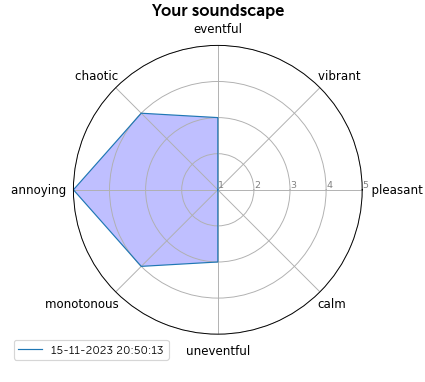 Your soundscape
eventful
chaotic
vibrant
annoying
1 2 3 4 5
pleasant
monotonous
calm
15-11-2023 20:50:13
uneventful